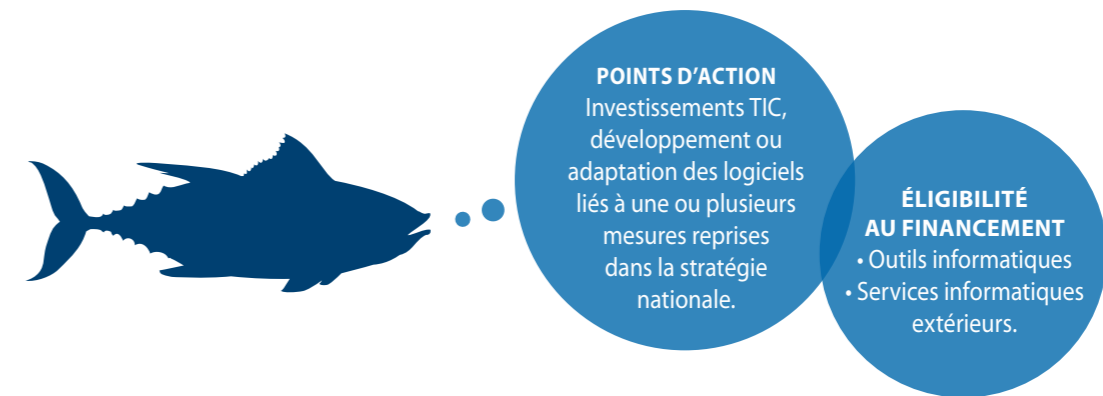 POINTS D’ACTION
Investissements TIC,
développement ou
adaptation des logiciels
liés à une ou plusieurs
mesures reprises
dans la stratégie
nationale.
ÉLIGIBILITÉ
AU FINANCEMENT
• Outils informatiques
• Services informatiques
extérieurs.